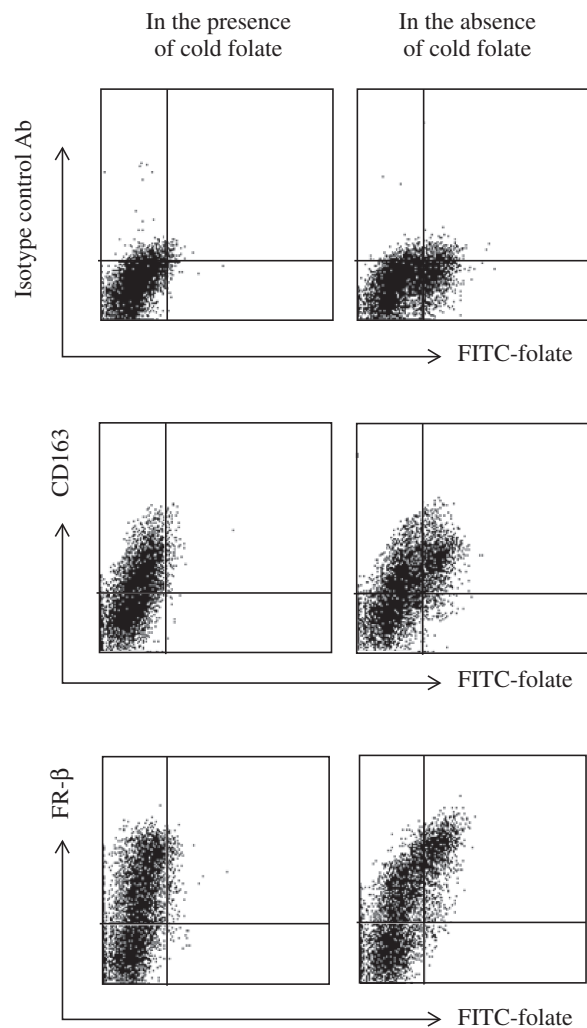 In the presence
of cold folate
In the absence
of cold folate
Isotype control Ab
FITC-folate
CD163
FITC-folate
FR-β
FITC-folate